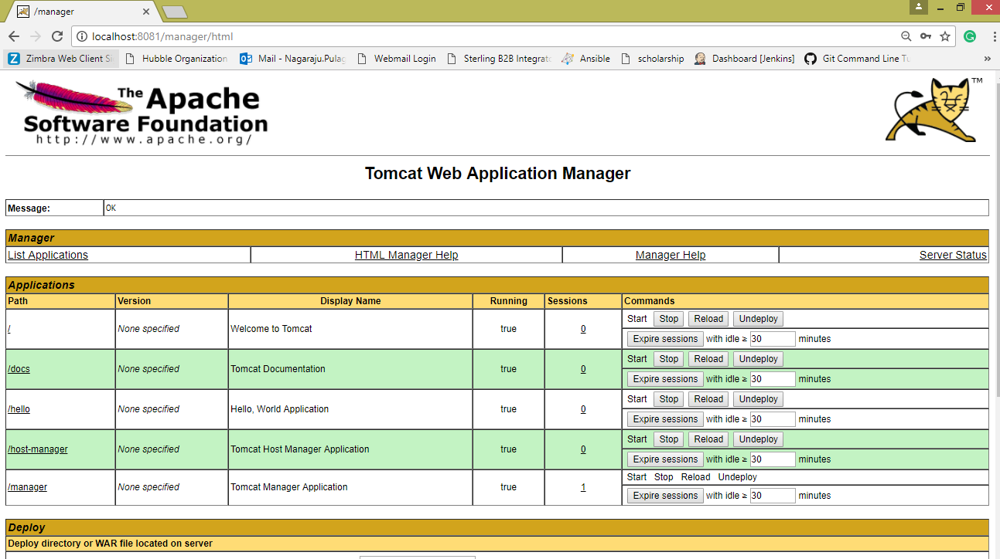 /manager
localhost:8081/manager/html
Zimbra Web Client Si Hubble Organization Mail - Nagaraju.Pulag Webmail Login Sterling B2B Integrato Ansible scholarship Dashboard [Jenkins] Git Command Line Tu »
The Apache
Software Foundation
http://www.apache.org/
TM
Tomcat Web Application Manager
Message: OK
Manager
List Applications HTML Manager Help Manager Help Server Status
Applications
Path Version Display Name Running Sessions Commands
/ None specified Welcome to Tomcat true 0 Start Stop Reload Undeploy
Expire sessions with idle ≥ 30 minutes
/docs None specified Tomcat Documentation true 0 Start Stop Reload Undeploy
Expire sessions with idle ≥ 30 minutes
/hello None specified Hello, World Application true 0 Start Stop Reload Undeploy
Expire sessions with idle ≥ 30 minutes
/host-manager None specified Tomcat Host Manager Application true 0 Start Stop Reload Undeploy
Expire sessions with idle ≥ 30 minutes
/manager None specified Tomcat Manager Application true 1 Start Stop Reload Undeploy
Expire sessions with idle ≥ 30 minutes
Deploy
Deploy directory or WAR file located on server